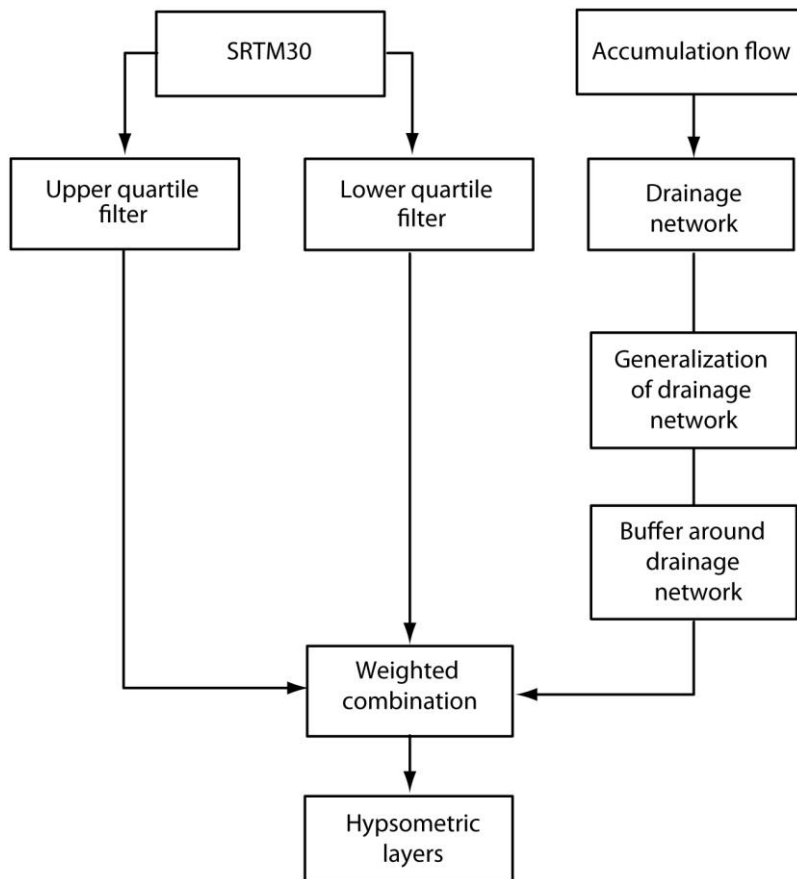 SRTM30
Accumulation flow
Upper quartile
filter
Lower quartile
filter
Drainage
network
Generalization
of drainage
network
Buffer around
drainage
network
Weighted
combination
Hypsometric
layers